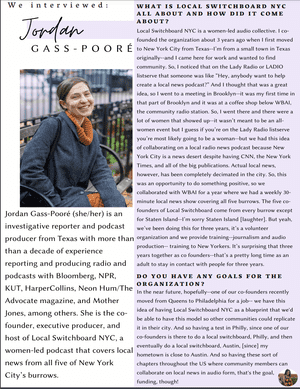 We interviewed:
Jordan
GASS-POORÉ
Jordan Gass-Pooré (she/her) is an
investigative reporter and podcast
producer from Texas with more than
than a decade of experience
reporting and producing radio and
podcasts with Bloomberg, NPR,
KUT, HarperCollins, Neon Hum/The
Advocate magazine, and Mother
Jones, among others. She is the co-
founder, executive producer, and
host of Local Switchboard NYC, a
women-led podcast that covers local
news from all five of New York
City's burrows.
WHAT IS LOCAL SWITCHBOARD NYC
ALL ABOUT AND HOW DID IT COME
ABOUT?
Local Switchboard NYC is a women-led audio collective. I co-
founded the organization about 3 years ago when I first moved
to New York City from Texas—I'm from a small town in Texas
originally—and I came here for work and wanted to find
community. So, I noticed that on the Lady Radio or LADIO
listserve that someone was like "Hey, anybody want to help
create a local news podcast?" And I thought that was a great
idea, so I went to a meeting in Brooklyn—it was my first time in
that part of Brooklyn and it was at a coffee shop below WBAI,
the community radio station. So, I went there and there were a
lot of women that showed up—it wasn't meant to be an all-
women event but I guess if you're on the Lady Radio listserve
you're most likely going to be a woman—but we had this idea
of collaborating on a local radio news podcast because New
York City is a news desert despite having CNN, the New York
Times, and all of the big publications. Actual local news,
however, has been completely decimated in the city. So, this
was an opportunity to do something positive, so we
collaborated with WBAI for a year where we had a weekly 30-
minute local news show covering all five burrows. The five co-
founders of Local Switchboard come from every burrow except
for Staten Island—I'm sorry Staten Island [laughter]. But yeah,
we've been doing this for three years, it's a volunteer
organization and we provide training—journalism and audio
production— training to New Yorkers. It's surprising that three
years together as co founders—that's a pretty long time as an
adult to stay in contact with people for three years.
DO YOU HAVE ANY GOALS FOR THE
ORGANIZATION?
In the near future, hopefully—one of our co-founders recently
moved from Queens to Philadelphia for a job— we have this
idea of having Local Switchboard NYC as a blueprint that we'd
be able to have this model so other communities could replicate
it in their city. And so having a test in Philly, since one of our
co-founders is there to do a local switchboard, Philly, and then
eventually do a local switchboard, Austin, [since] my
hometown is close to Austin. And so having these sort of
chapters throughout the US where community members can
collaborate on local news in audio form, that's the goal,
funding, though!